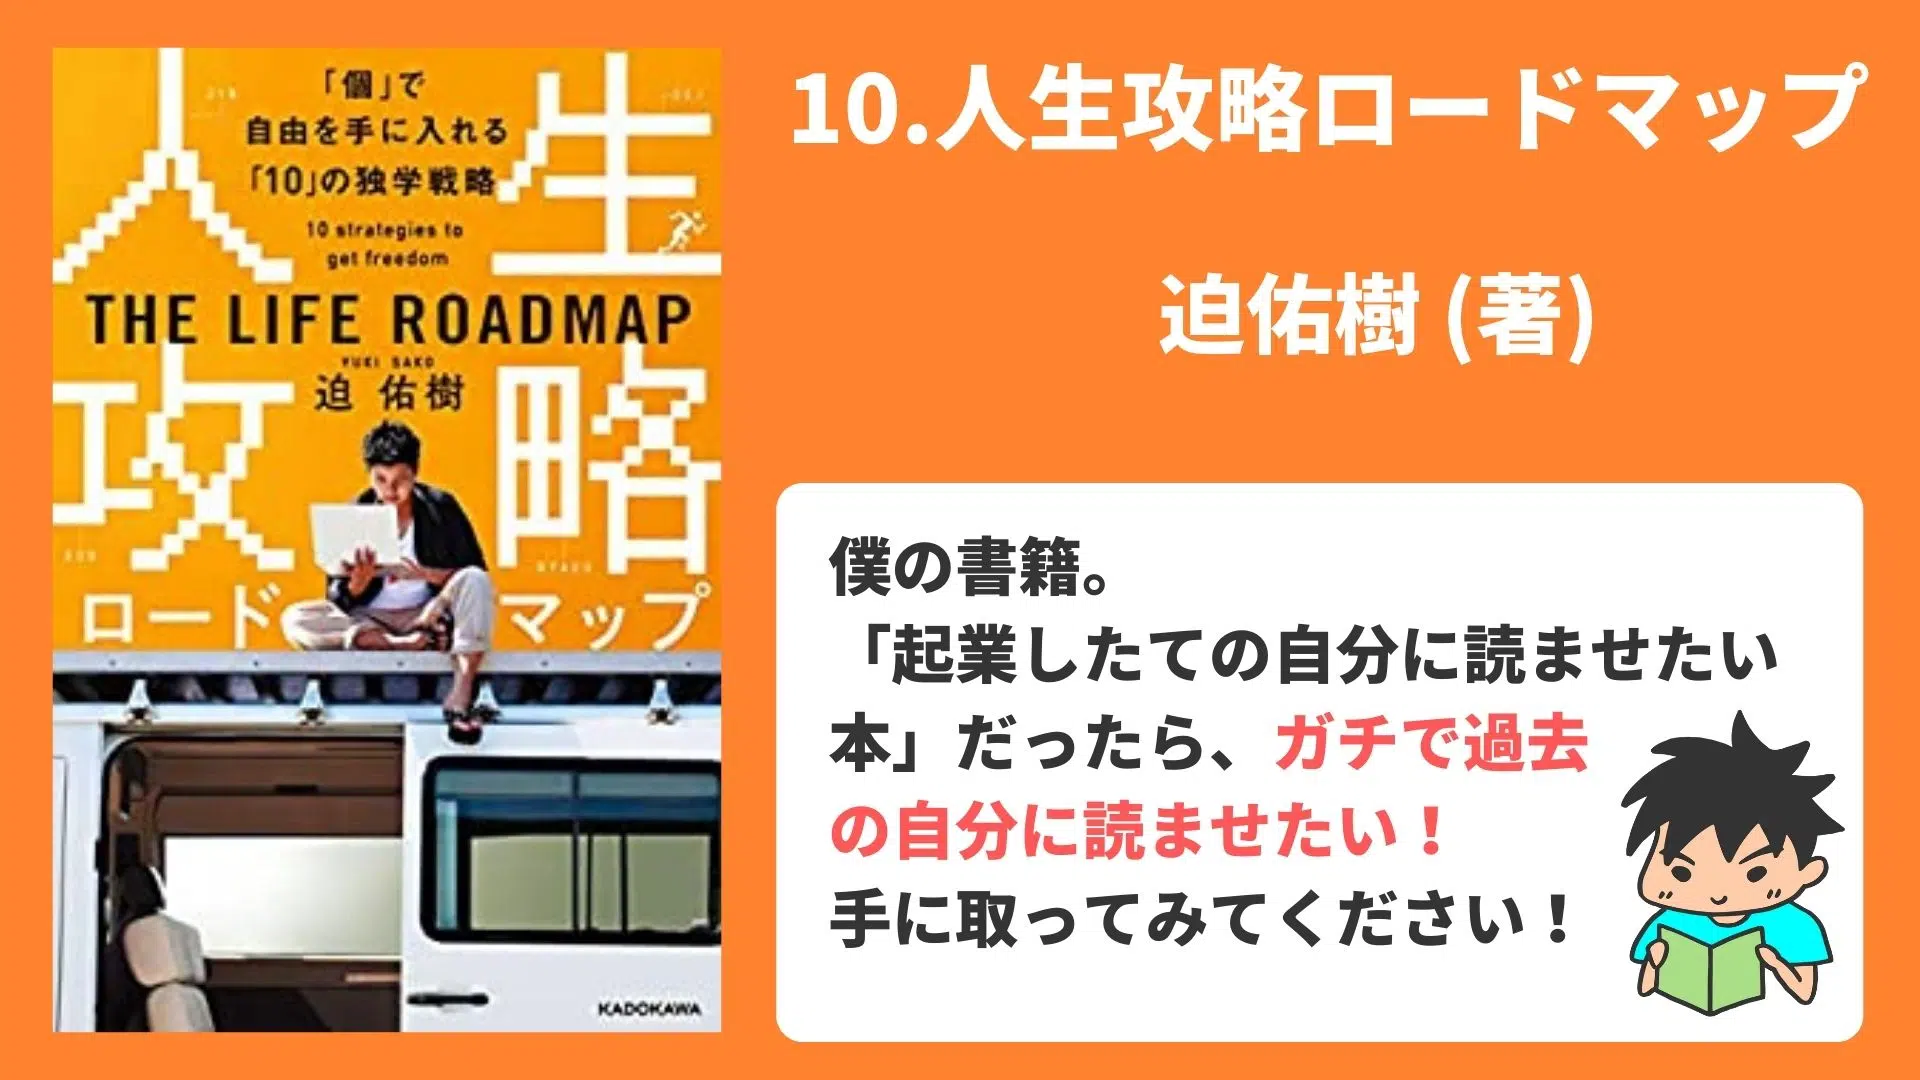 「個」で
自由を手に入れる
「10」の独学戦略
10 strategies to
get freedom
人生
THE LIFE ROADMAP
YUKI SAKO
迫 佑樹
攻略
ロードマップ
KADOKAWA
10.人生攻略ロードマップ
迫佑樹 (著)
僕の書籍。
「起業したての自分に読ませたい
本」だったら、ガチで過去
の自分に読ませたい！
手に取ってみてください！